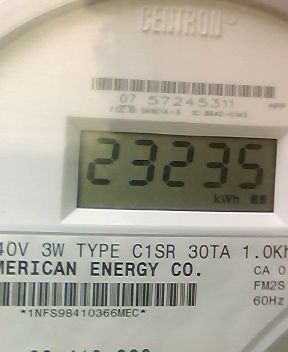 CENTRON®
07 57245311
23235
kWh
40V 3W TYPE C1SR 30TA 1.0Kh
MERICAN ENERGY CO.
CA 0
FM2S
60Hz
*1NFS98410366MEC*